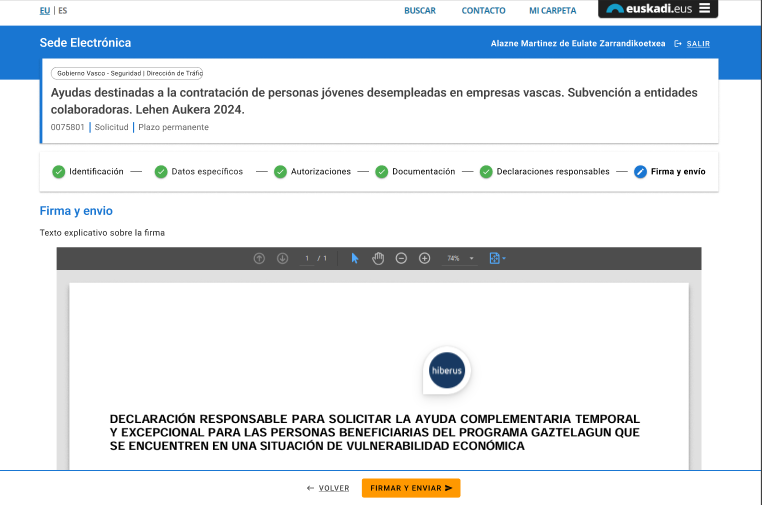 EU | ES
BUSCAR
CONTACTO
MI CARPETA
euskadi.eus
Sede Electrónica
Alazne Martinez de Eulate Zarrandikoetxea
SALIR
Gobierno Vasco - Seguridad | Dirección de Tráfic
Ayudas destinadas a la contratación de personas jóvenes desempleadas en empresas vascas. Subvención a entidades
colaboradoras. Lehen Aukera 2024.
0075801 | Solicitud | Plazo permanente
Identificación
Datos específicos
Autorizaciones
Documentación
Declaraciones responsables
Firma y envío
Firma y envio
Texto explicativo sobre la firma
1 / 1
74%
hiberus
DECLARACIÓN RESPONSABLE PARA SOLICITAR LA AYUDA COMPLEMENTARIA TEMPORAL
Y EXCEPCIONAL PARA LAS PERSONAS BENEFICIARIAS DEL PROGRAMA GAZTELAGUN QUE
SE ENCUENTREN EN UNA SITUACIÓN DE VULNERABILIDAD ECONÓMICA
VOLVER
FIRMAR Y ENVIAR